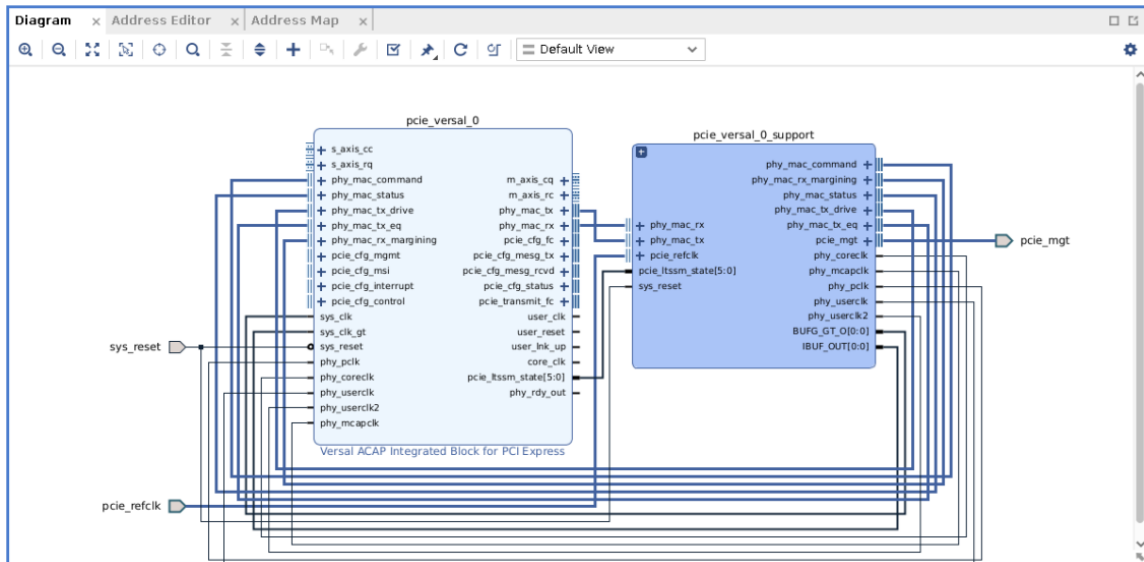 Diagram
Address Editor
Address Map
Default View
pcie_versal_0
s_axis_cc
s_axis_rq
phy_mac_command
phy_mac_status
phy_mac_tx_drive
phy_mac_tx_eq
phy_mac_rx_margining
pcie_cfg_mgmt
pcie_cfg_msi
pcie_cfg_interrupt
pcie_cfg_control
sys_clk
sys_clk_gt
sys_reset
phy_pclk
phy_coreclk
phy_userclk
phy_userclk2
phy_mcapclk
m_axis_cq
m_axis_rc
phy_mac_tx
phy_mac_rx
pcie_cfg_fc
pcie_cfg_mesg_tx
pcie_cfg_mesg_rcvd
pcie_cfg_status
pcie_transmit_fc
user_clk
user_reset
user_lnk_up
core_clk
pcie_ltssm_state[5:0]
phy_rdy_out
Versal ACAP Integrated Block for PCI Express
pcie_versal_0_support
phy_mac_rx
phy_mac_tx
pcie_refclk
pcie_ltssm_state[5:0]
sys_reset
phy_mac_command
phy_mac_rx_margining
phy_mac_status
phy_mac_tx_drive
phy_mac_tx_eq
pcie_mgt
phy_coreclk
phy_mcapclk
phy_pclk
phy_userclk
phy_userclk2
BUFG_GT_O[0:0]
IBUF_OUT[0:0]
pcie_mgt
sys_reset
pcie_refclk